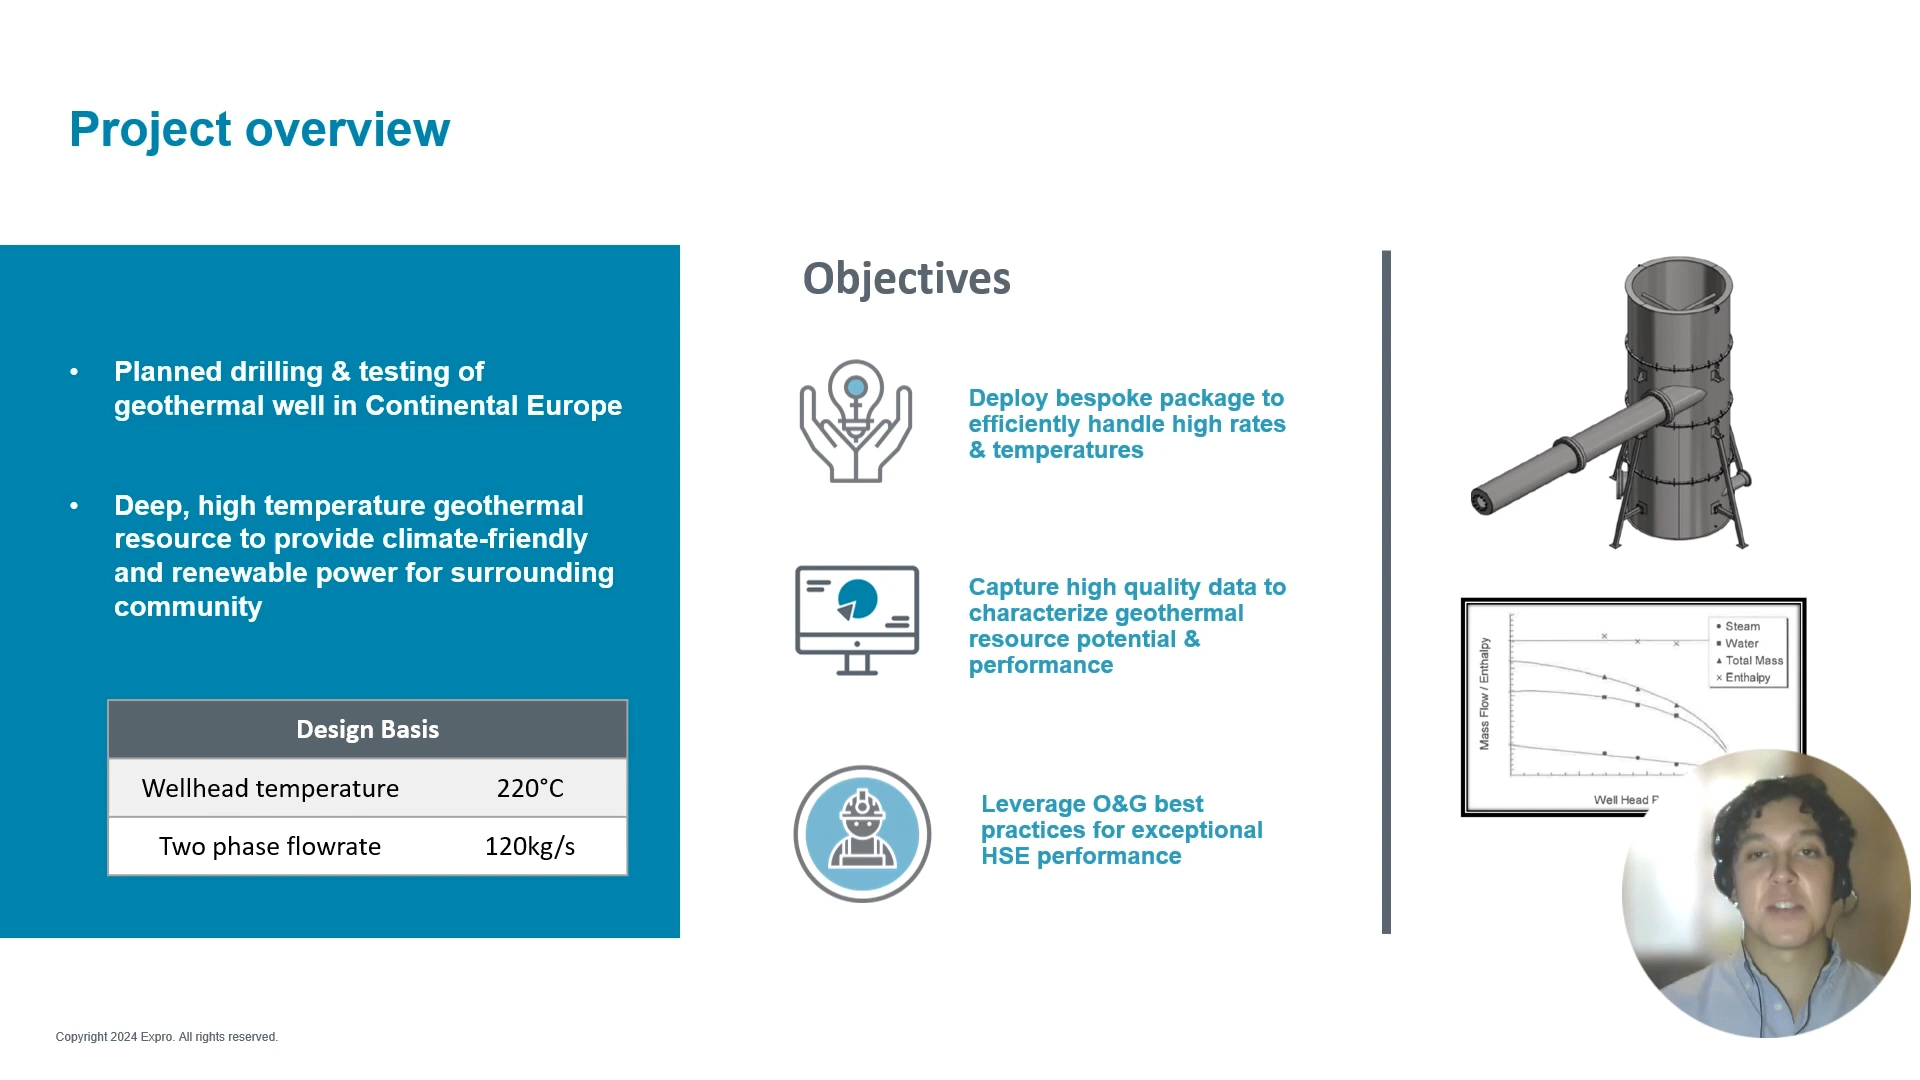 Project overview
• Planned drilling & testing of
geothermal well in Continental Europe
• Deep, high temperature geothermal
resource to provide climate-friendly
and renewable power for surrounding
community
Design Basis
Wellhead temperature 220°C
Two phase flowrate 120kg/s
Objectives
Deploy bespoke package to
efficiently handle high rates
& temperatures
Capture high quality data to
characterize geothermal
resource potential &
performance
Leverage O&G best
practices for exceptional
HSE performance
Mass Flow / Enthalpy
Steam
Water
Total Mass
Enthalpy
Well Head
Copyright 2024 Expro. All rights reserved.